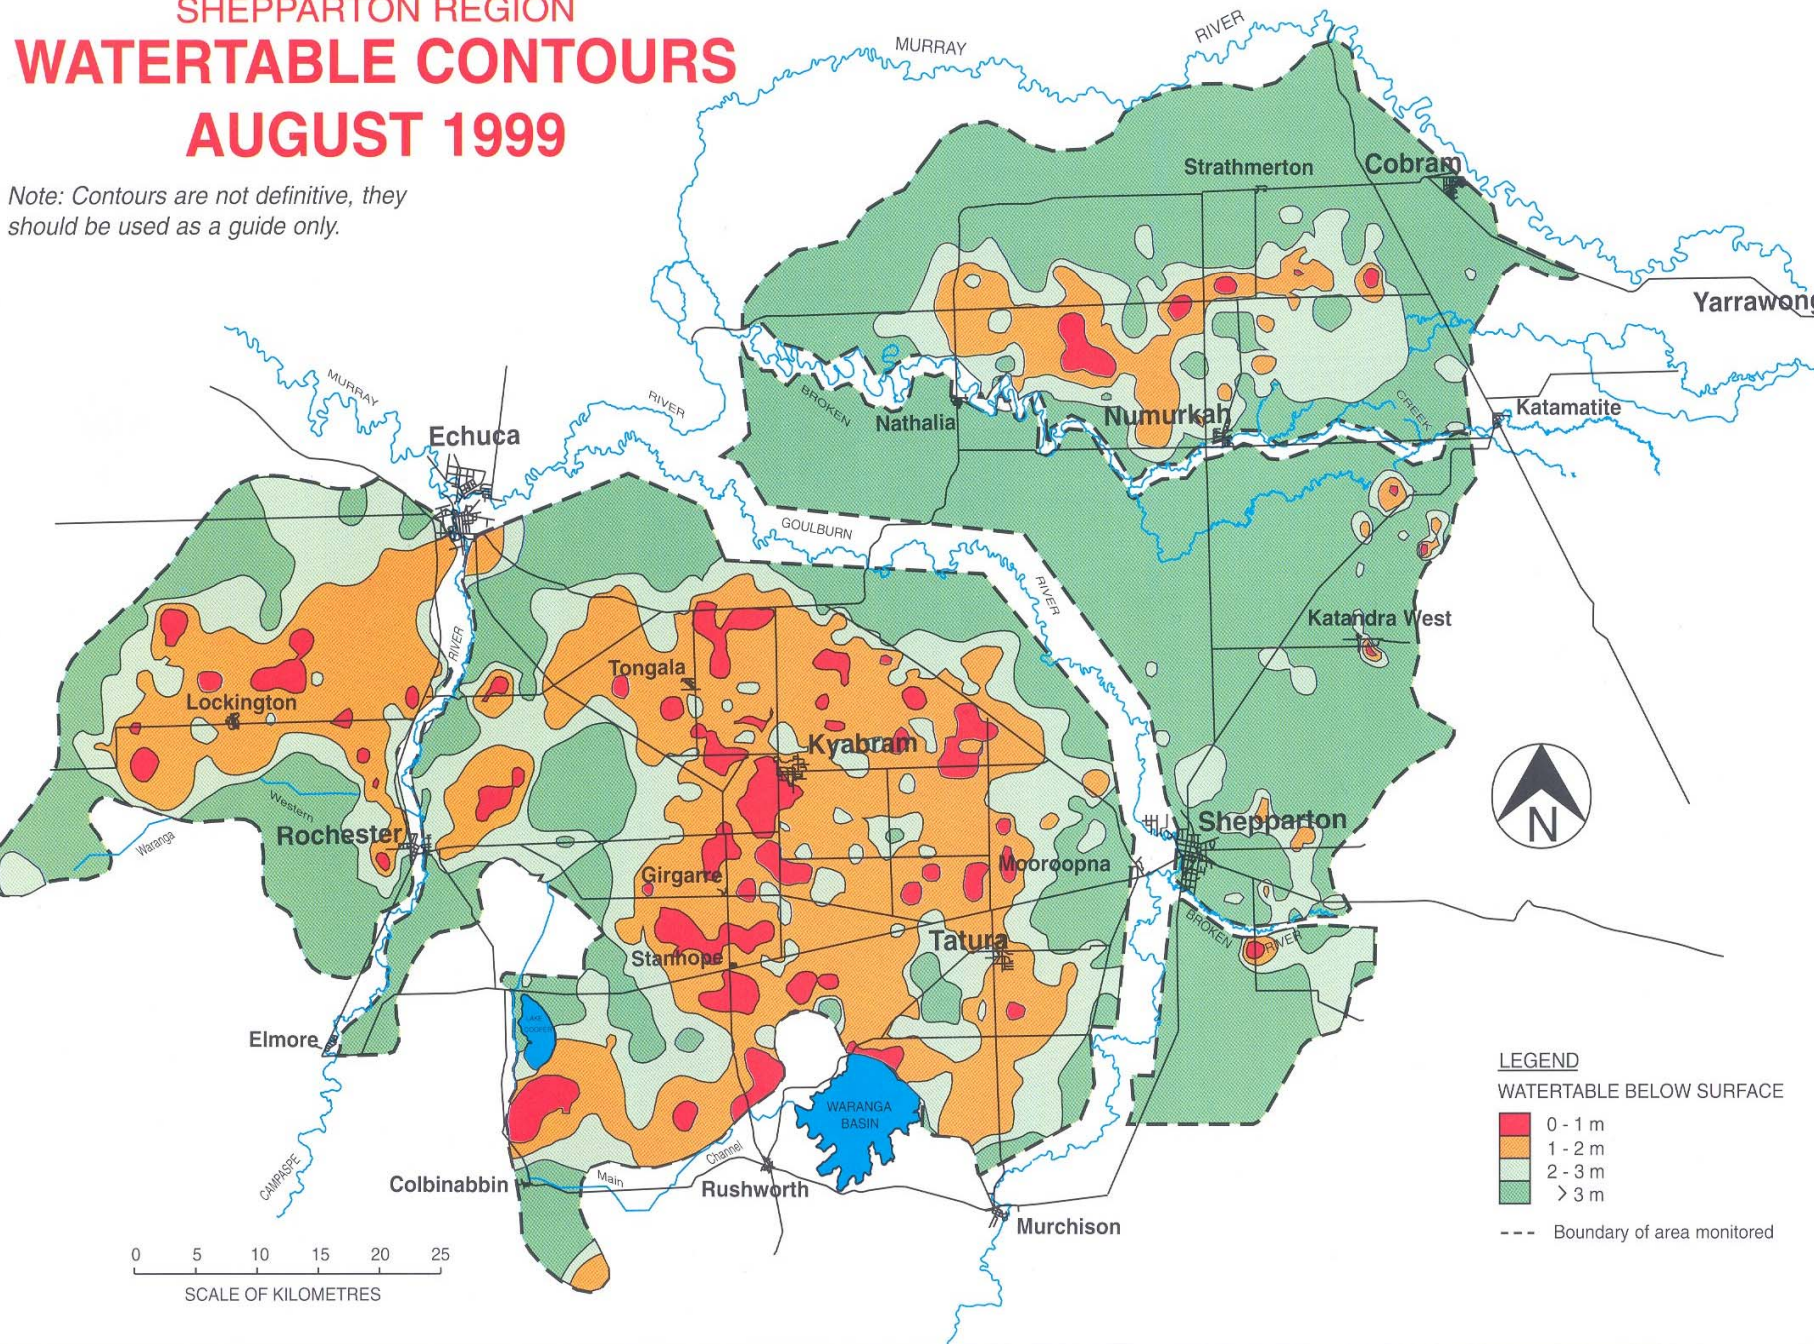 SHEPPARTON REGION
WATERTABLE CONTOURS
AUGUST 1999
Note: Contours are not definitive, they
should be used as a guide only.
MURRAY
RIVER
Strathmerton
Cobram
Yarrawong
MURRAY
RIVER
Echuca
BROKEN
Nathalia
Numurkah
CREEK
Katamatite
GOULBURN
RIVER
Katandra West
RIVER
Tongala
Lockington
Kyabram
Western
Waranga
Rochester
Shepparton
Mooroopna
Girgarre
Tatura
Stanhope
BROKEN
RIVER
N
LAKE
COOPER
Elmore
WARANGA
BASIN
CAMPASPE
Channel
Main
Colbinabbin
Rushworth
Murchison
LEGEND
WATERTABLE BELOW SURFACE
0 - 1 m
1 - 2 m
2 - 3 m
> 3 m
Boundary of area monitored
0 5 10 15 20 25
SCALE OF KILOMETRES